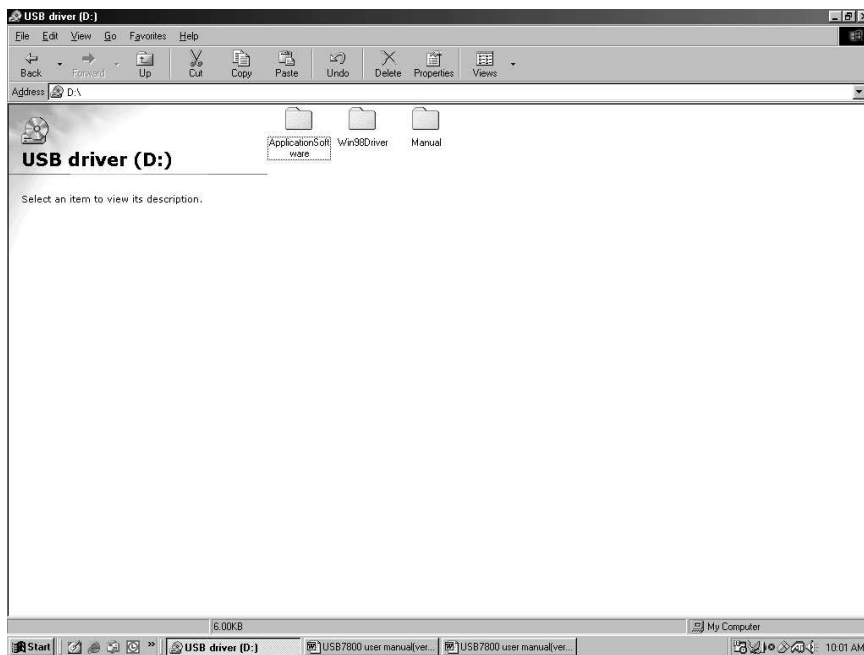 USB driver (D:)
File Edit View Go Favorites Help
Back Forward Up Cut Copy Paste Undo Delete Properties Views
Address D:\
ApplicationSoft Win98Driver Manual
ware
USB driver (D:)
Select an item to view its description.
6.00KB My Computer
Start » USB driver (D:) USB7800 user manual(ver... USB7800 user manual(ver... 10:01 AM